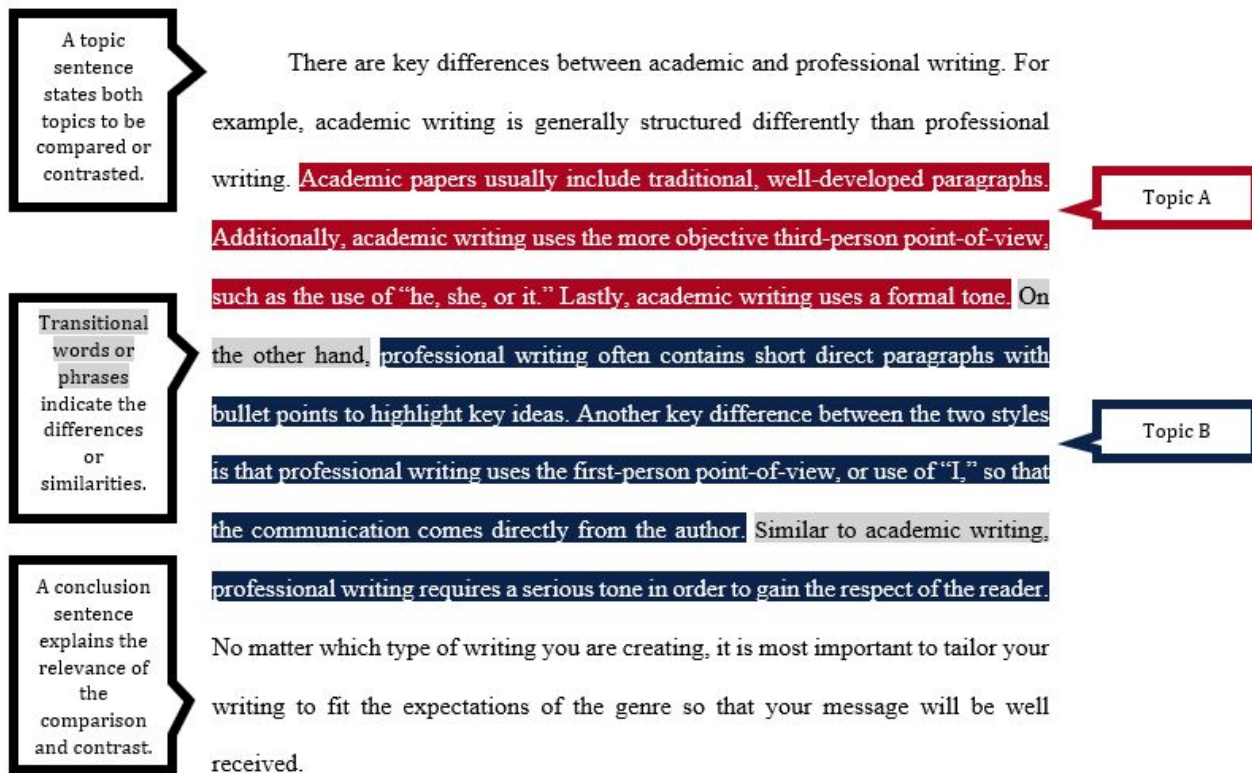 A topic
sentence
states both
topics to be
compared or
contrasted.
There are key differences between academic and professional writing. For
example, academic writing is generally structured differently than professional
writing. Academic papers usually include traditional, well-developed paragraphs.
Additionally, academic writing uses the more objective third-person point-of-view,
such as the use of “he, she, or it.” Lastly, academic writing uses a formal tone. On
the other hand, professional writing often contains short direct paragraphs with
bullet points to highlight key ideas. Another key difference between the two styles
is that professional writing uses the first-person point-of-view, or use of “I,” so that
the communication comes directly from the author. Similar to academic writing,
professional writing requires a serious tone in order to gain the respect of the reader.
No matter which type of writing you are creating, it is most important to tailor your
writing to fit the expectations of the genre so that your message will be well
received.
Topic A
Transitional
words or
phrases
indicate the
differences
or
similarities.
Topic B
A conclusion
sentence
explains the
relevance of
the
comparison
and contrast.